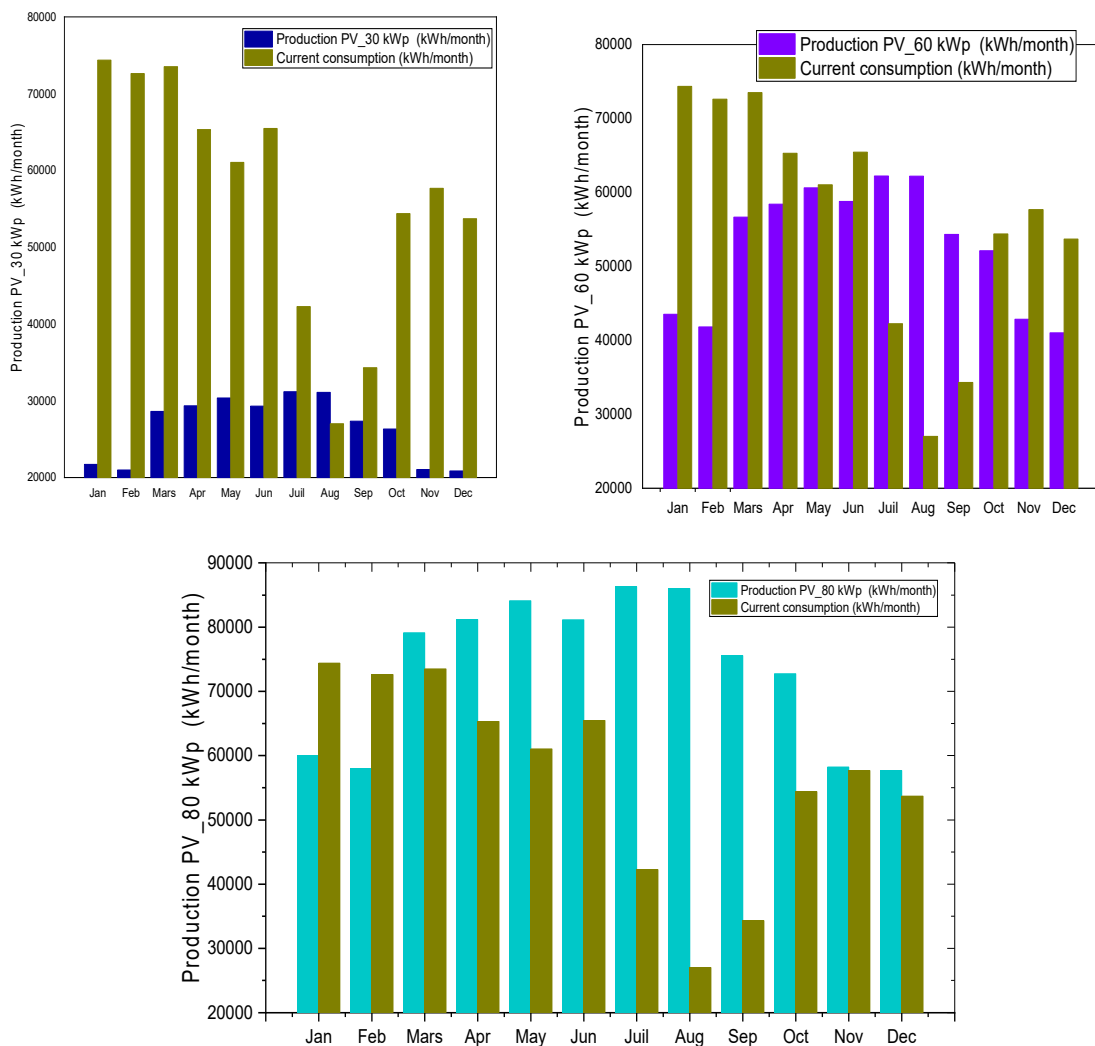 Production PV_30 kWp (kWh/month)
Current consumption (kWh/month)
Production PV_30 kWp (kWh/month)
80000
70000
60000
50000
40000
30000
20000
Jan Feb Mars Apr May Jun Juil Aug Sep Oct Nov Dec
Production PV_60 kWp (kWh/month)
Current consumption (kWh/month)
Production PV_60 kWp (kWh/month)
80000
70000
60000
50000
40000
30000
20000
Jan Feb Mars Apr May Jun Juil Aug Sep Oct Nov Dec
Production PV_80 kWp (kWh/month)
Current consumption (kWh/month)
Production PV_80 kWp (kWh/month)
90000
80000
70000
60000
50000
40000
30000
20000
Jan Feb Mars Apr May Jun Juil Aug Sep Oct Nov Dec